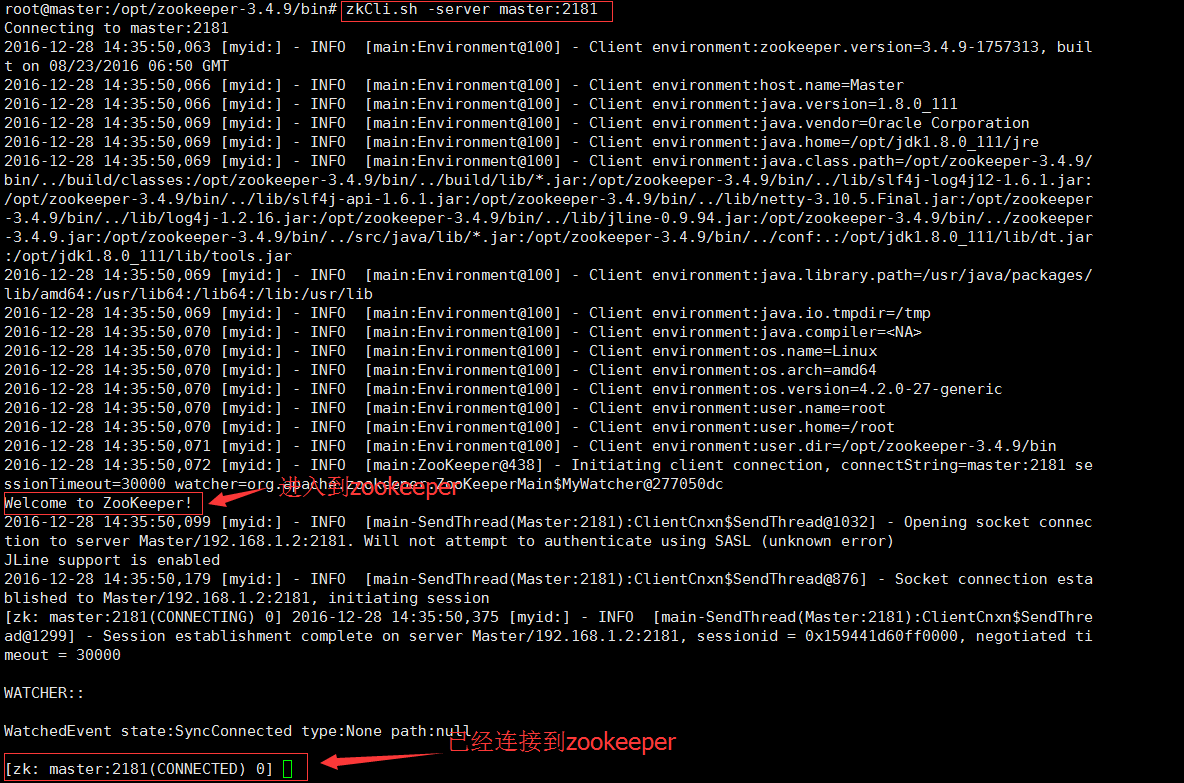 root@master:/opt/zookeeper-3.4.9/bin# zkCli.sh -server master:2181
Connecting to master:2181
2016-12-28 14:35:50,063 [myid:] - INFO  [main:Environment@100] - Client environment:zookeeper.version=3.4.9-1757313, buil
t on 08/23/2016 06:50 GMT
2016-12-28 14:35:50,066 [myid:] - INFO  [main:Environment@100] - Client environment:host.name=Master
2016-12-28 14:35:50,066 [myid:] - INFO  [main:Environment@100] - Client environment:java.version=1.8.0_111
2016-12-28 14:35:50,069 [myid:] - INFO  [main:Environment@100] - Client environment:java.vendor=Oracle Corporation
2016-12-28 14:35:50,069 [myid:] - INFO  [main:Environment@100] - Client environment:java.home=/opt/jdk1.8.0_111/jre
2016-12-28 14:35:50,069 [myid:] - INFO  [main:Environment@100] - Client environment:java.class.path=/opt/zookeeper-3.4.9/
bin/../build/classes:/opt/zookeeper-3.4.9/bin/../build/lib/*.jar:/opt/zookeeper-3.4.9/bin/../lib/slf4j-log4j12-1.6.1.jar:
/opt/zookeeper-3.4.9/bin/../lib/slf4j-api-1.6.1.jar:/opt/zookeeper-3.4.9/bin/../lib/netty-3.10.5.Final.jar:/opt/zookeeper
-3.4.9/bin/../lib/log4j-1.2.16.jar:/opt/zookeeper-3.4.9/bin/../lib/jline-0.9.94.jar:/opt/zookeeper-3.4.9/bin/../zookeeper
-3.4.9.jar:/opt/zookeeper-3.4.9/bin/../src/java/lib/*.jar:/opt/zookeeper-3.4.9/bin/../conf:.:/opt/jdk1.8.0_111/lib/dt.jar
:/opt/jdk1.8.0_111/lib/tools.jar
2016-12-28 14:35:50,069 [myid:] - INFO  [main:Environment@100] - Client environment:java.library.path=/usr/java/packages/
lib/amd64:/usr/lib64:/lib64:/lib:/usr/lib
2016-12-28 14:35:50,069 [myid:] - INFO  [main:Environment@100] - Client environment:java.io.tmpdir=/tmp
2016-12-28 14:35:50,070 [myid:] - INFO  [main:Environment@100] - Client environment:java.compiler=<NA>
2016-12-28 14:35:50,070 [myid:] - INFO  [main:Environment@100] - Client environment:os.name=Linux
2016-12-28 14:35:50,070 [myid:] - INFO  [main:Environment@100] - Client environment:os.arch=amd64
2016-12-28 14:35:50,070 [myid:] - INFO  [main:Environment@100] - Client environment:os.version=4.2.0-27-generic
2016-12-28 14:35:50,070 [myid:] - INFO  [main:Environment@100] - Client environment:user.name=root
2016-12-28 14:35:50,070 [myid:] - INFO  [main:Environment@100] - Client environment:user.home=/root
2016-12-28 14:35:50,071 [myid:] - INFO  [main:Environment@100] - Client environment:user.dir=/opt/zookeeper-3.4.9/bin
2016-12-28 14:35:50,072 [myid:] - INFO  [main:ZooKeeper@438] - Initiating client connection, connectString=master:2181 se
ssionTimeout=30000 watcher=org.apache.zookeeper.ZooKeeperMain$MyWatcher@277050dc
进入到zookeeper
Welcome to ZooKeeper!
2016-12-28 14:35:50,099 [myid:] - INFO  [main-SendThread(Master:2181):ClientCnxn$SendThread@1032] - Opening socket connec
tion to server Master/192.168.1.2:2181. Will not attempt to authenticate using SASL (unknown error)
JLine support is enabled
2016-12-28 14:35:50,179 [myid:] - INFO  [main-SendThread(Master:2181):ClientCnxn$SendThread@876] - Socket connection esta
blished to Master/192.168.1.2:2181, initiating session
[zk: master:2181(CONNECTING) 0] 2016-12-28 14:35:50,375 [myid:] - INFO  [main-SendThread(Master:2181):ClientCnxn$SendThre
ad@1299] - Session establishment complete on server Master/192.168.1.2:2181, sessionid = 0x159441d60ff0000, negotiated ti
meout = 30000
WATCHER::
WatchedEvent state:SyncConnected type:None path:null
已经连接到zookeeper
[zk: master:2181(CONNECTED) 0]